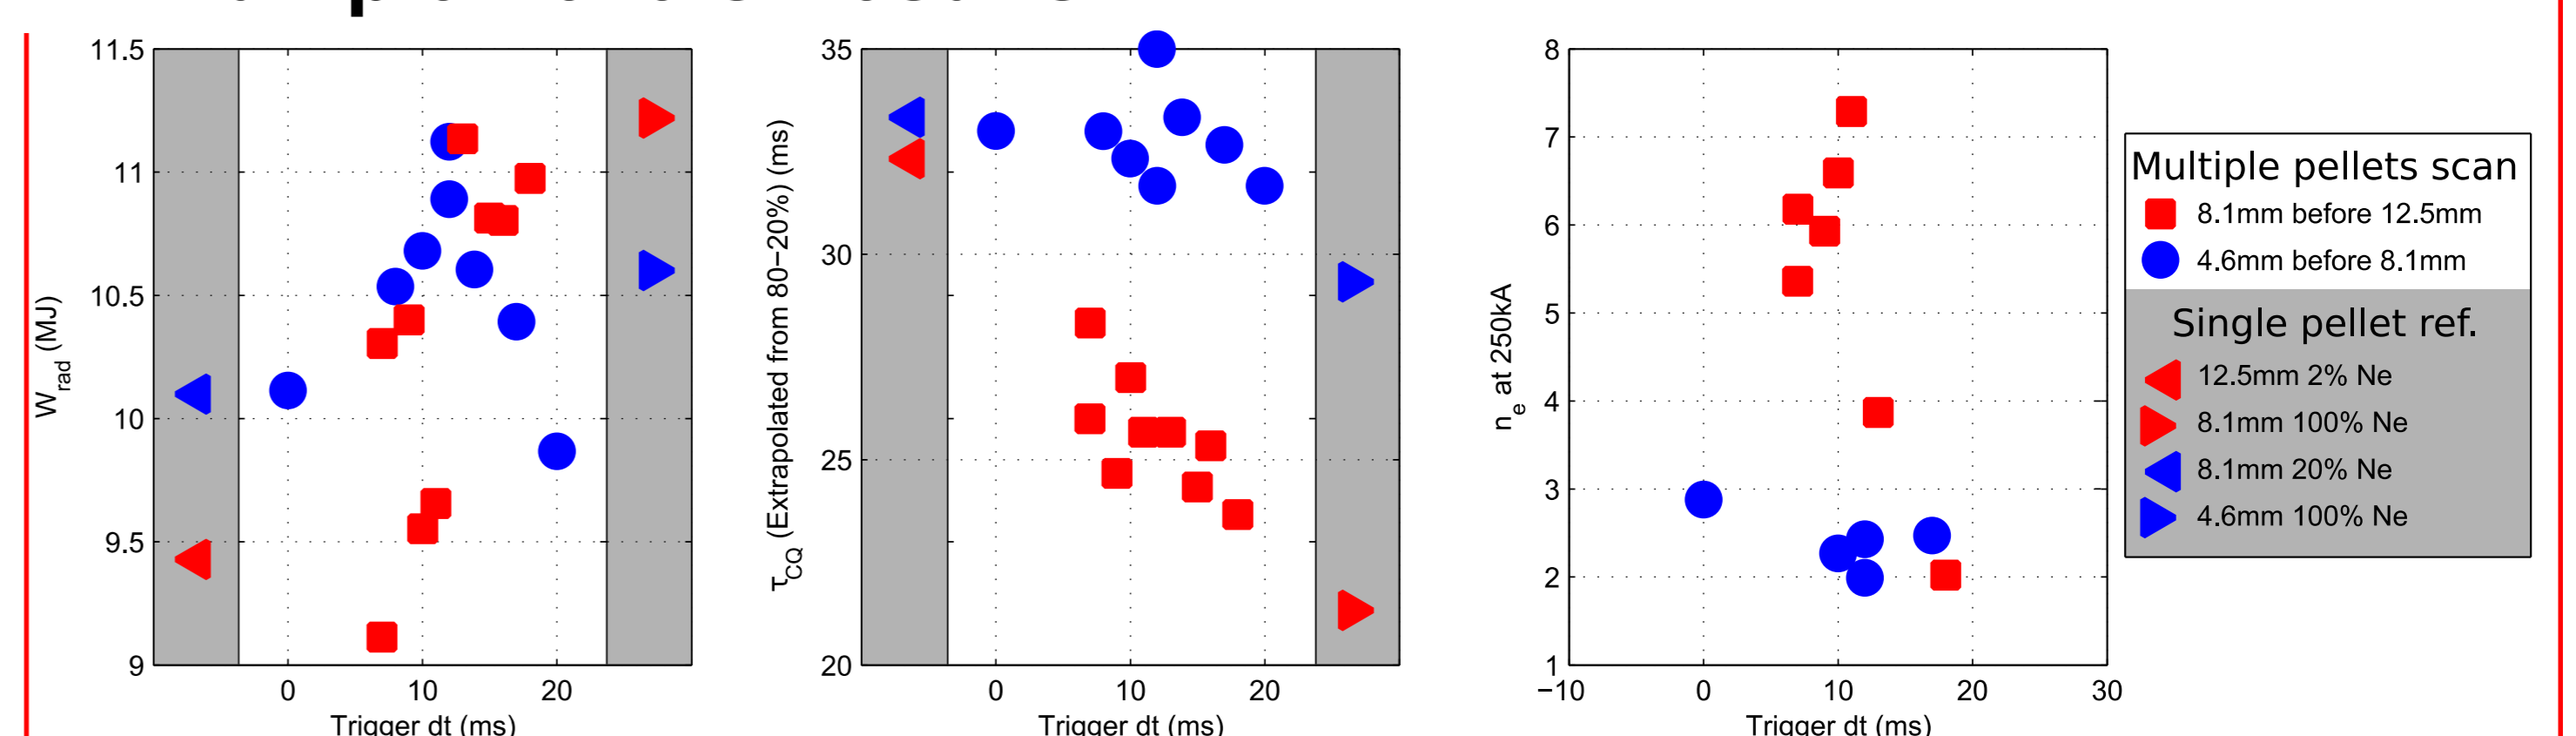 11.5
11
10.5
10
9.5
9
0 10 20
W_rad (MJ)
Trigger dt (ms)
35
30
25
20
0 10 20
τ_CQ (Extrapolated from 80−20%) (ms)
Trigger dt (ms)
8
7
6
5
4
3
2
1
−10 0 10 20 30
n_e at 250kA
Trigger dt (ms)
Multiple pellets scan
8.1mm before 12.5mm
4.6mm before 8.1mm
Single pellet ref.
12.5mm 2% Ne
8.1mm 100% Ne
8.1mm 20% Ne
4.6mm 100% Ne